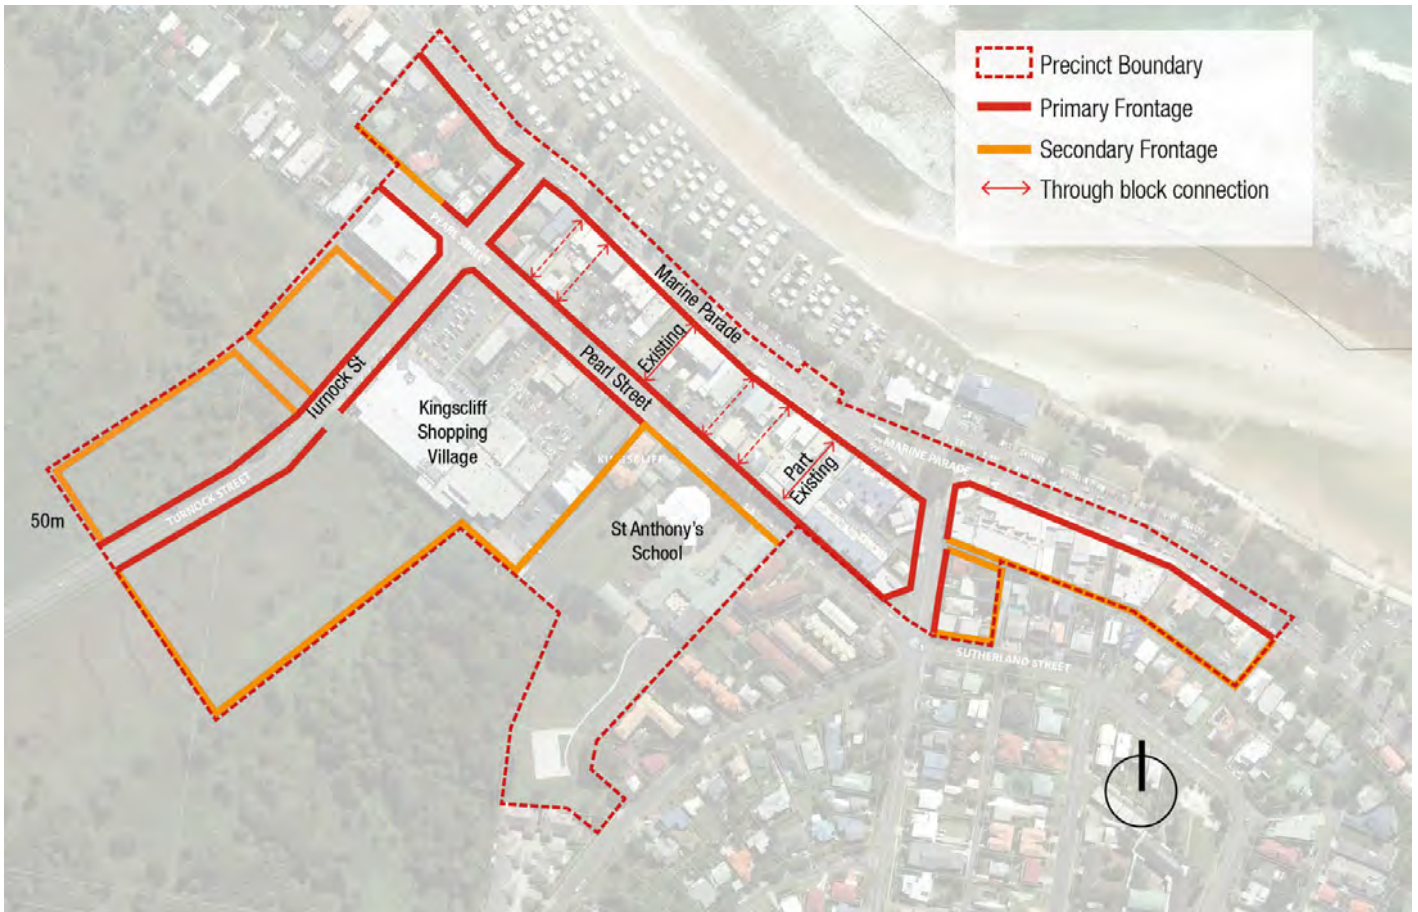 Precinct Boundary
Primary Frontage
Secondary Frontage
Through block connection
PEARL STREET
Marine Parade
Existing
Pearl Street
Turnock St
Kingscliff
Shopping
Village
KINGSCLIFF
MARINE PARADE
Part
Existing
TURNOCK STREET
50m
St Anthony's
School
SUTHERLAND STREET